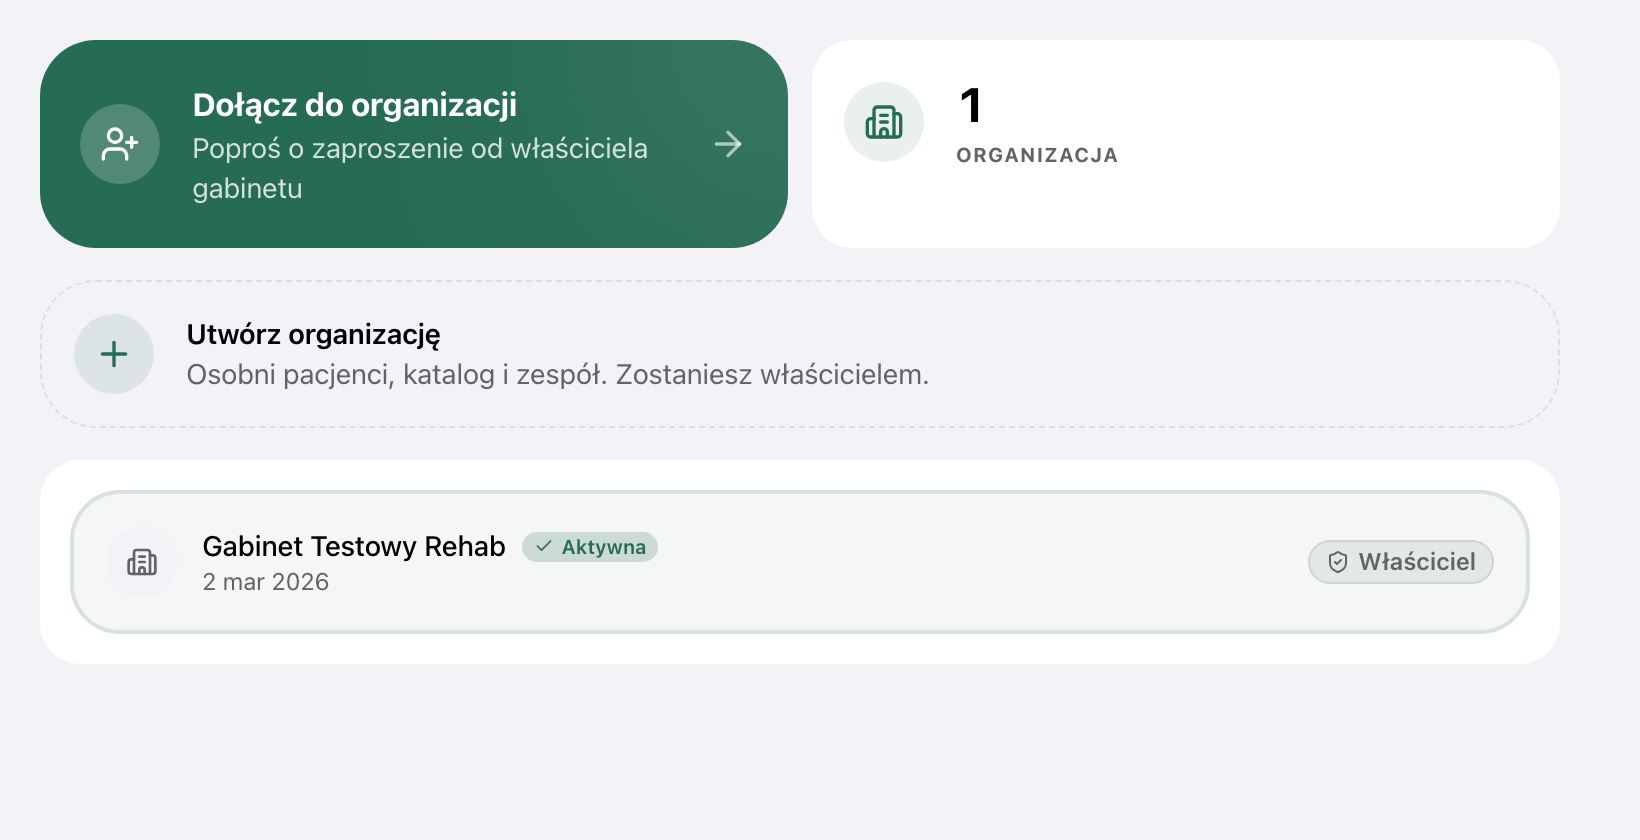 Dołącz do organizacji
Poproś o zaproszenie od właściciela
gabinetu
1
ORGANIZACJA
Utwórz organizację
Osobni pacjenci, katalog i zespół. Zostaniesz właścicielem.
Gabinet Testowy Rehab
Aktywna
2 mar 2026
Właściciel